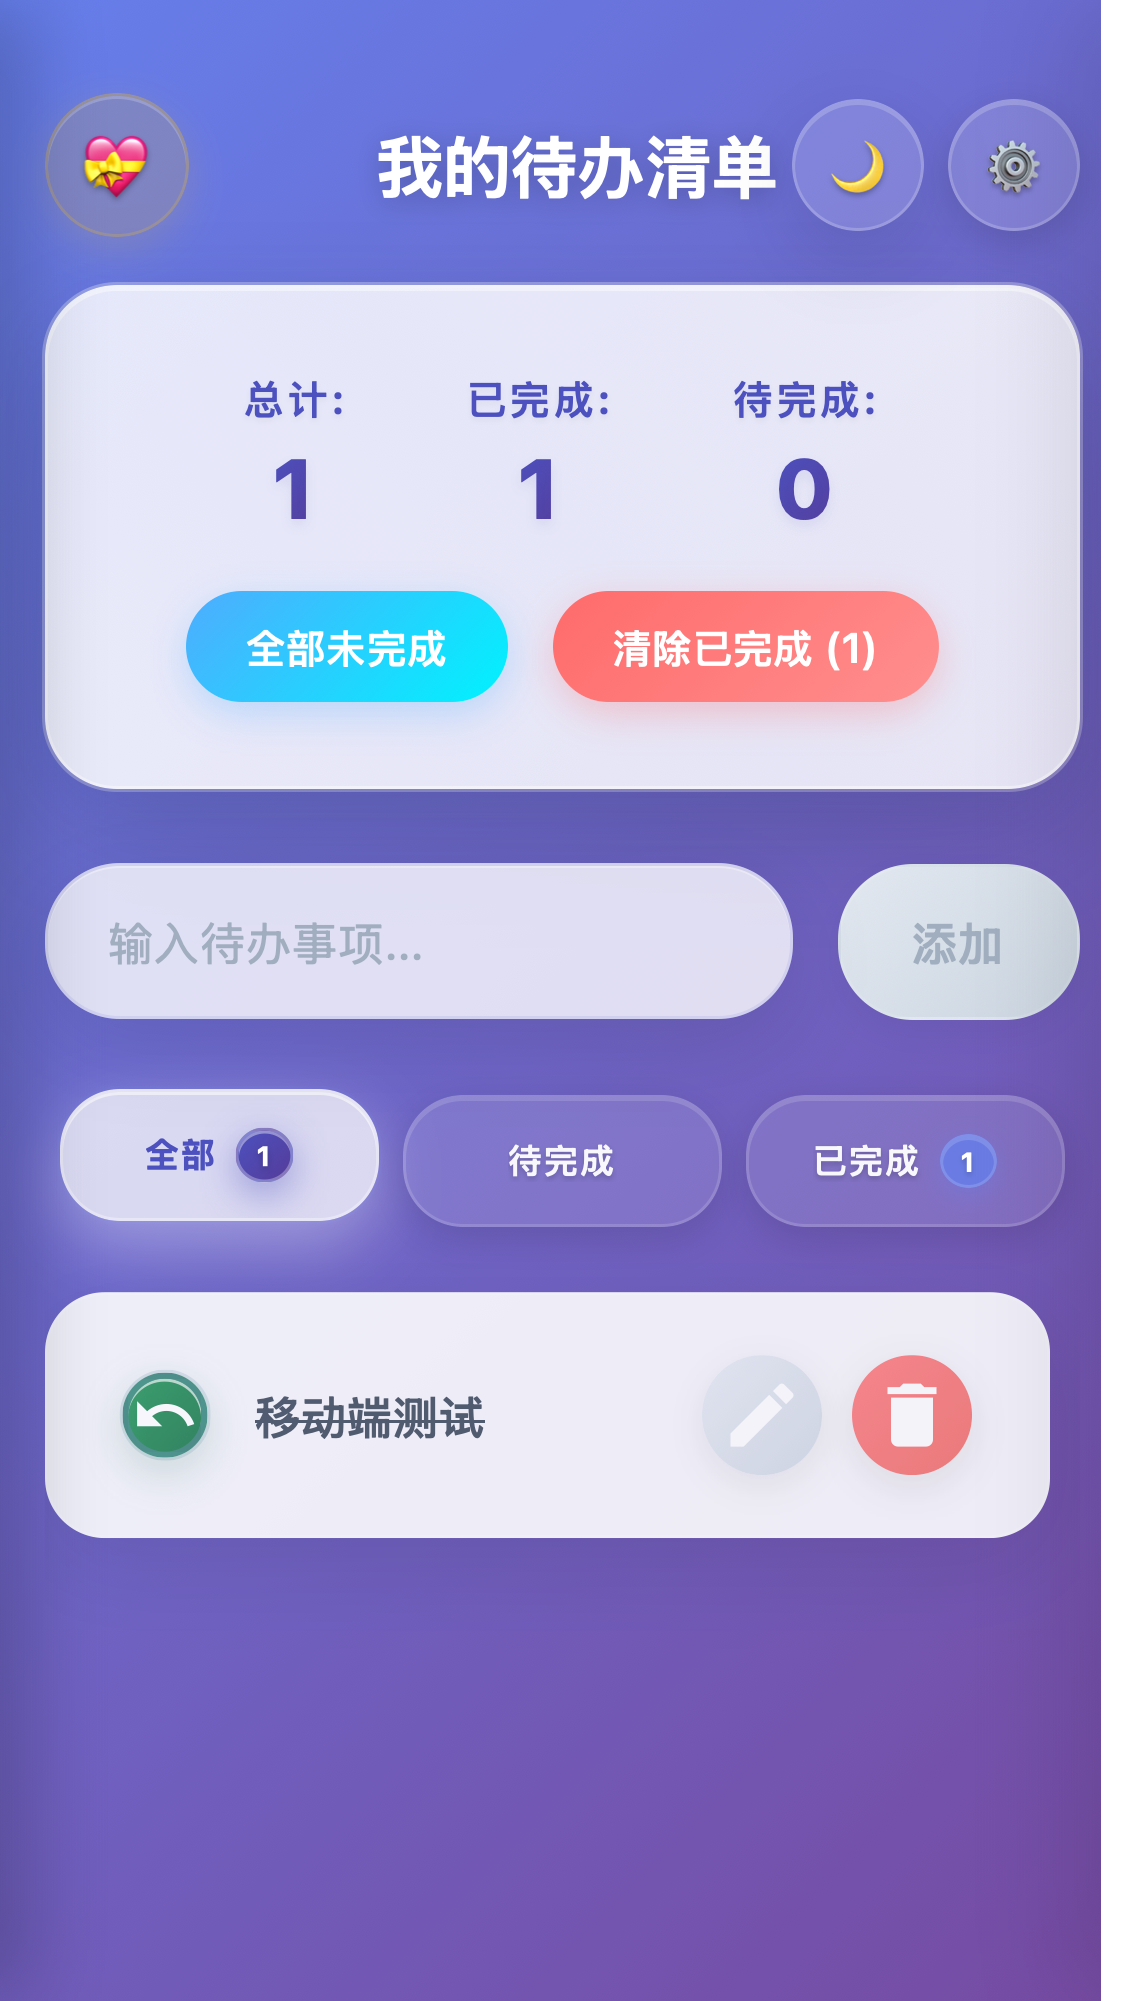 我的待办清单
总计: 已完成: 待完成:
1 1 0
全部未完成 清除已完成 (1)
输入待办事项... 添加
全部 1 待完成 已完成 1
移动端测试